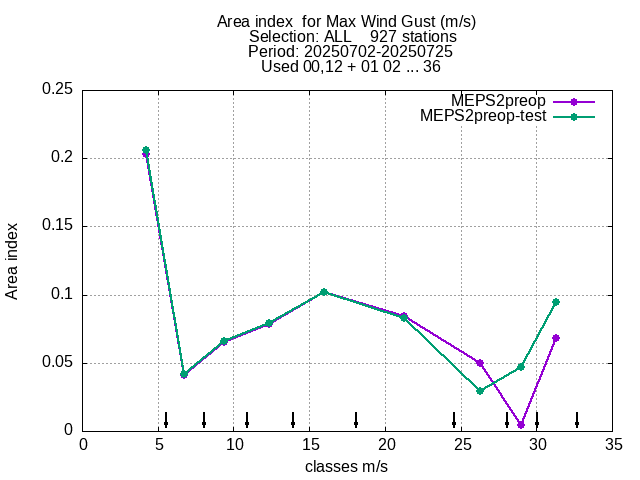 Area index  for Max Wind Gust (m/s)
Selection: ALL    927 stations
Period: 20250702-20250725
Used 00,12 + 01 02 ... 36
MEPS2preop
MEPS2preop-test
0.25
0.2
0.15
0.1
0.05
0
Area index
0 5 10 15 20 25 30 35
classes m/s